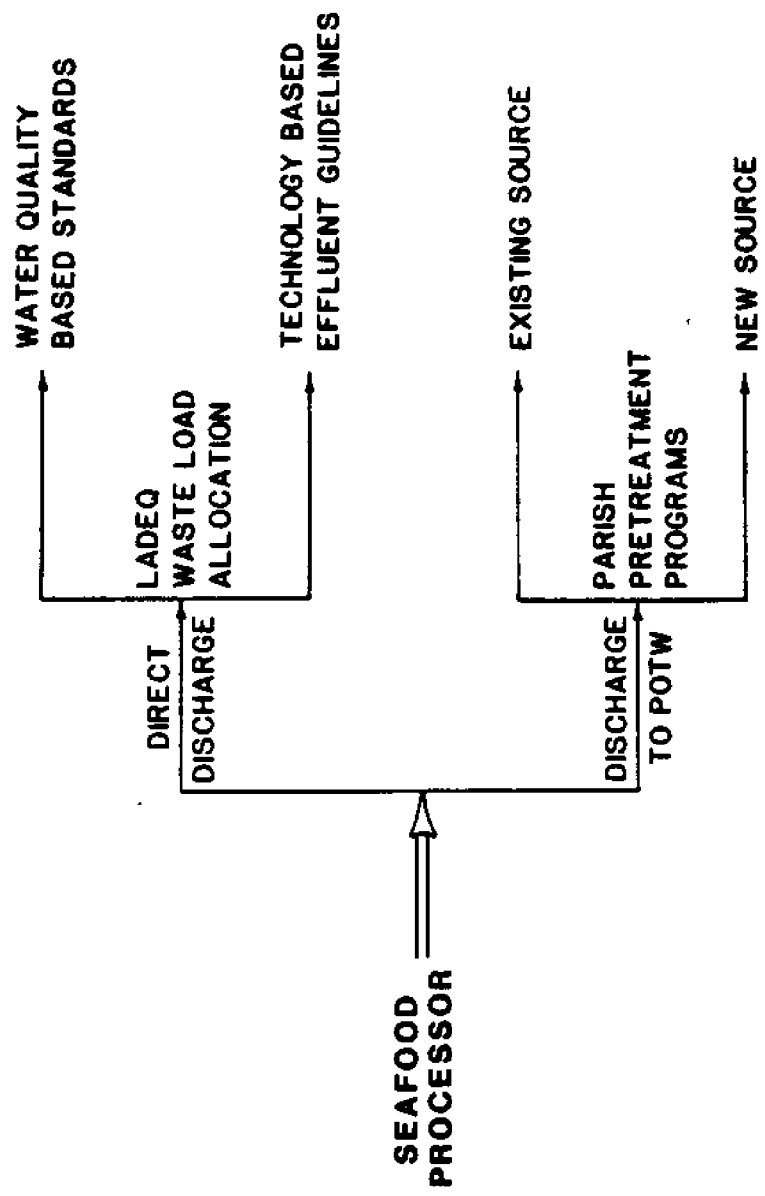 SEAFOOD
PROCESSOR
DIRECT
DISCHARGE
LADEQ
WASTE LOAD
ALLOCATION
WATER QUALITY
BASED STANDARDS
TECHNOLOGY BASED
EFFLUENT GUIDELINES
DISCHARGE
TO POTW
PARISH
PRETREATMENT
PROGRAMS
EXISTING SOURCE
NEW SOURCE